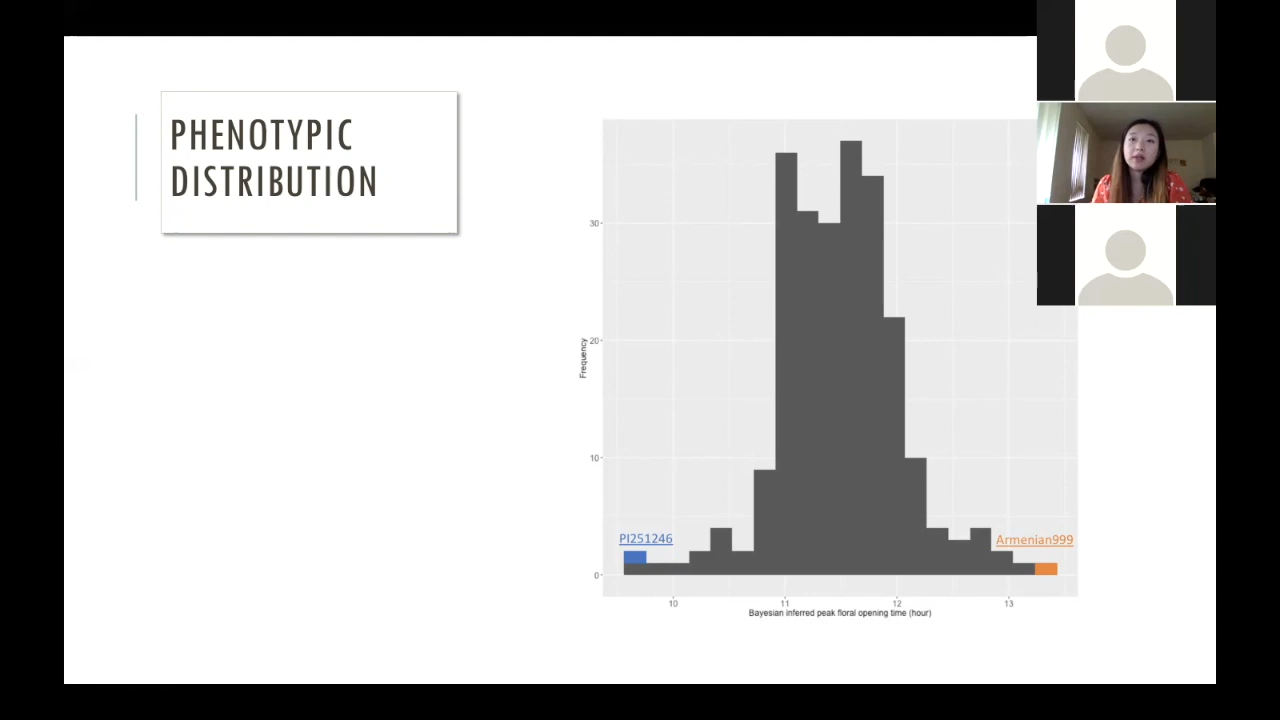 PHENOTYPIC
DISTRIBUTION
30
20
10
0
Frequency
PI251246
Armenian999
10
11
12
13
Bayesian inferred peak floral opening time (hour)